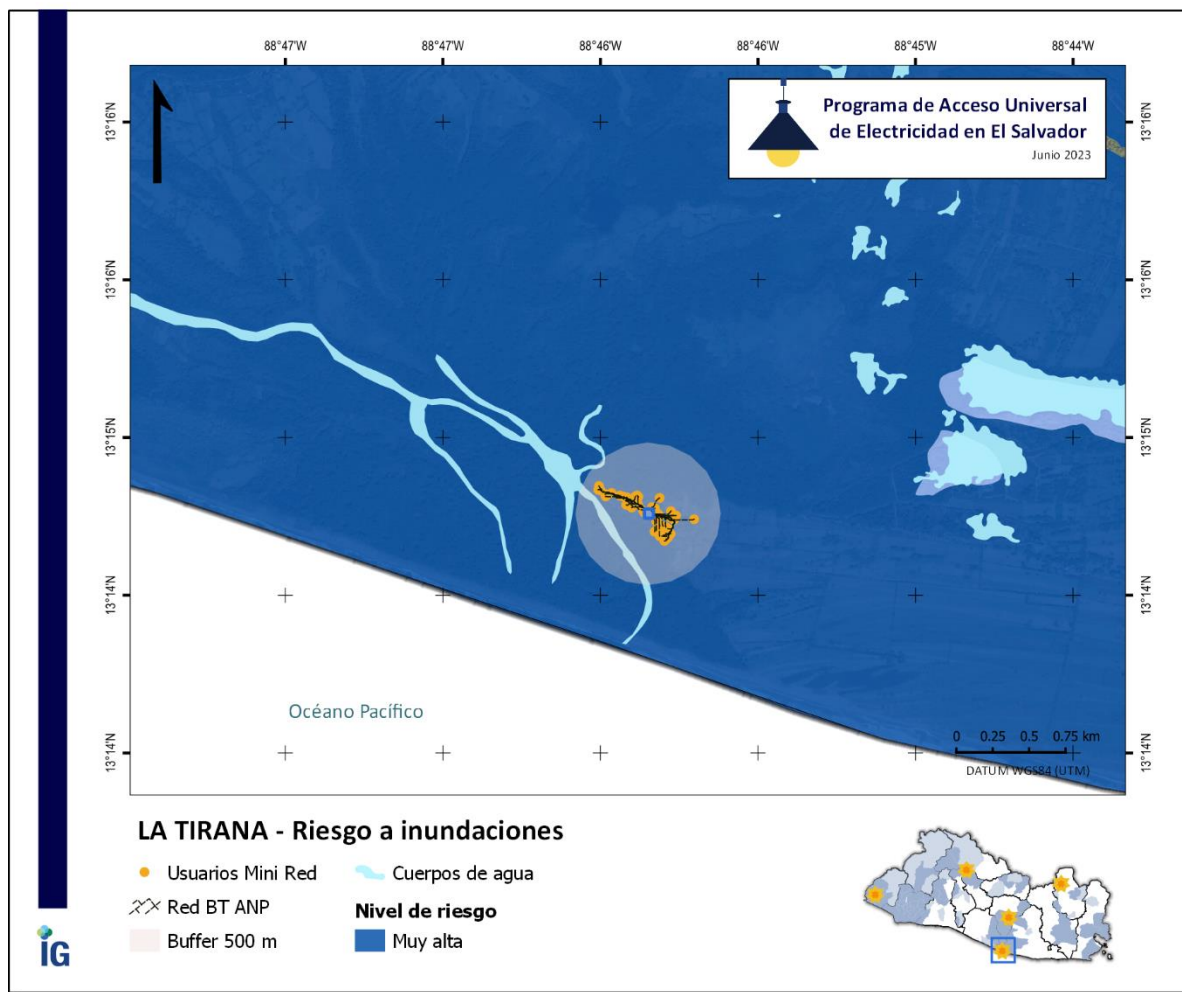 88°47'W 88°47'W 88°46'W 88°46'W 88°45'W 88°44'W
Programa de Acceso Universal
de Electricidad en El Salvador
Junio 2023
13°16'N 13°16'N
13°16'N 13°16'N
13°15'N 13°15'N
13°14'N 13°14'N
Océano Pacífico
0 0.25 0.5 0.75 km
13°14'N 13°14'N
DATUM WGS84 (UTM)
LA TIRANA - Riesgo a inundaciones
Usuarios Mini Red
Cuerpos de agua
Red BT ANP
Nivel de riesgo
Buffer 500 m
Muy alta
IG